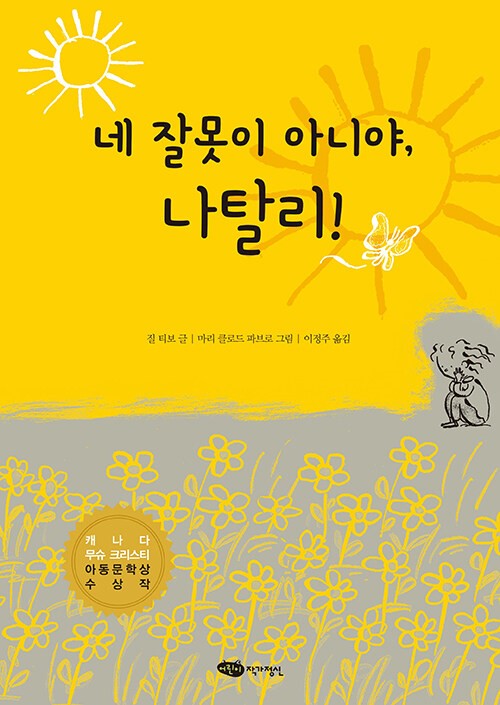 네 잘못이 아니야,
나탈리!
질 티보 글 | 마리 클로드 파브로 그림 | 이정주 옮김
캐나다
무슈 크리스티
아동문학상
수상작
어린이 작가정신